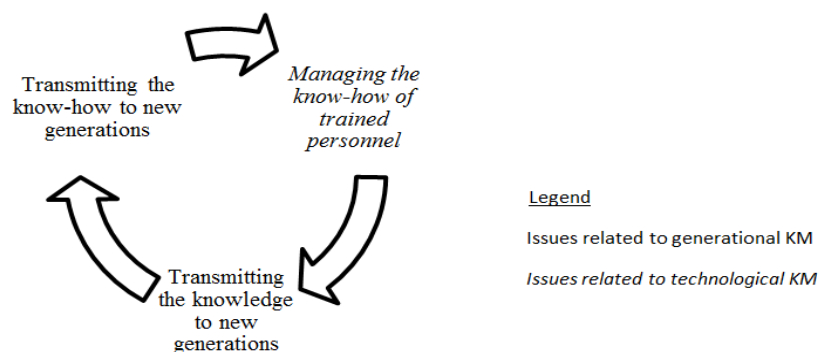 Transmitting the
know-how to new
generations
Managing the
know-how of
trained
personnel
Transmitting
the knowledge
to new
generations
Legend
Issues related to generational KM
Issues related to technological KM